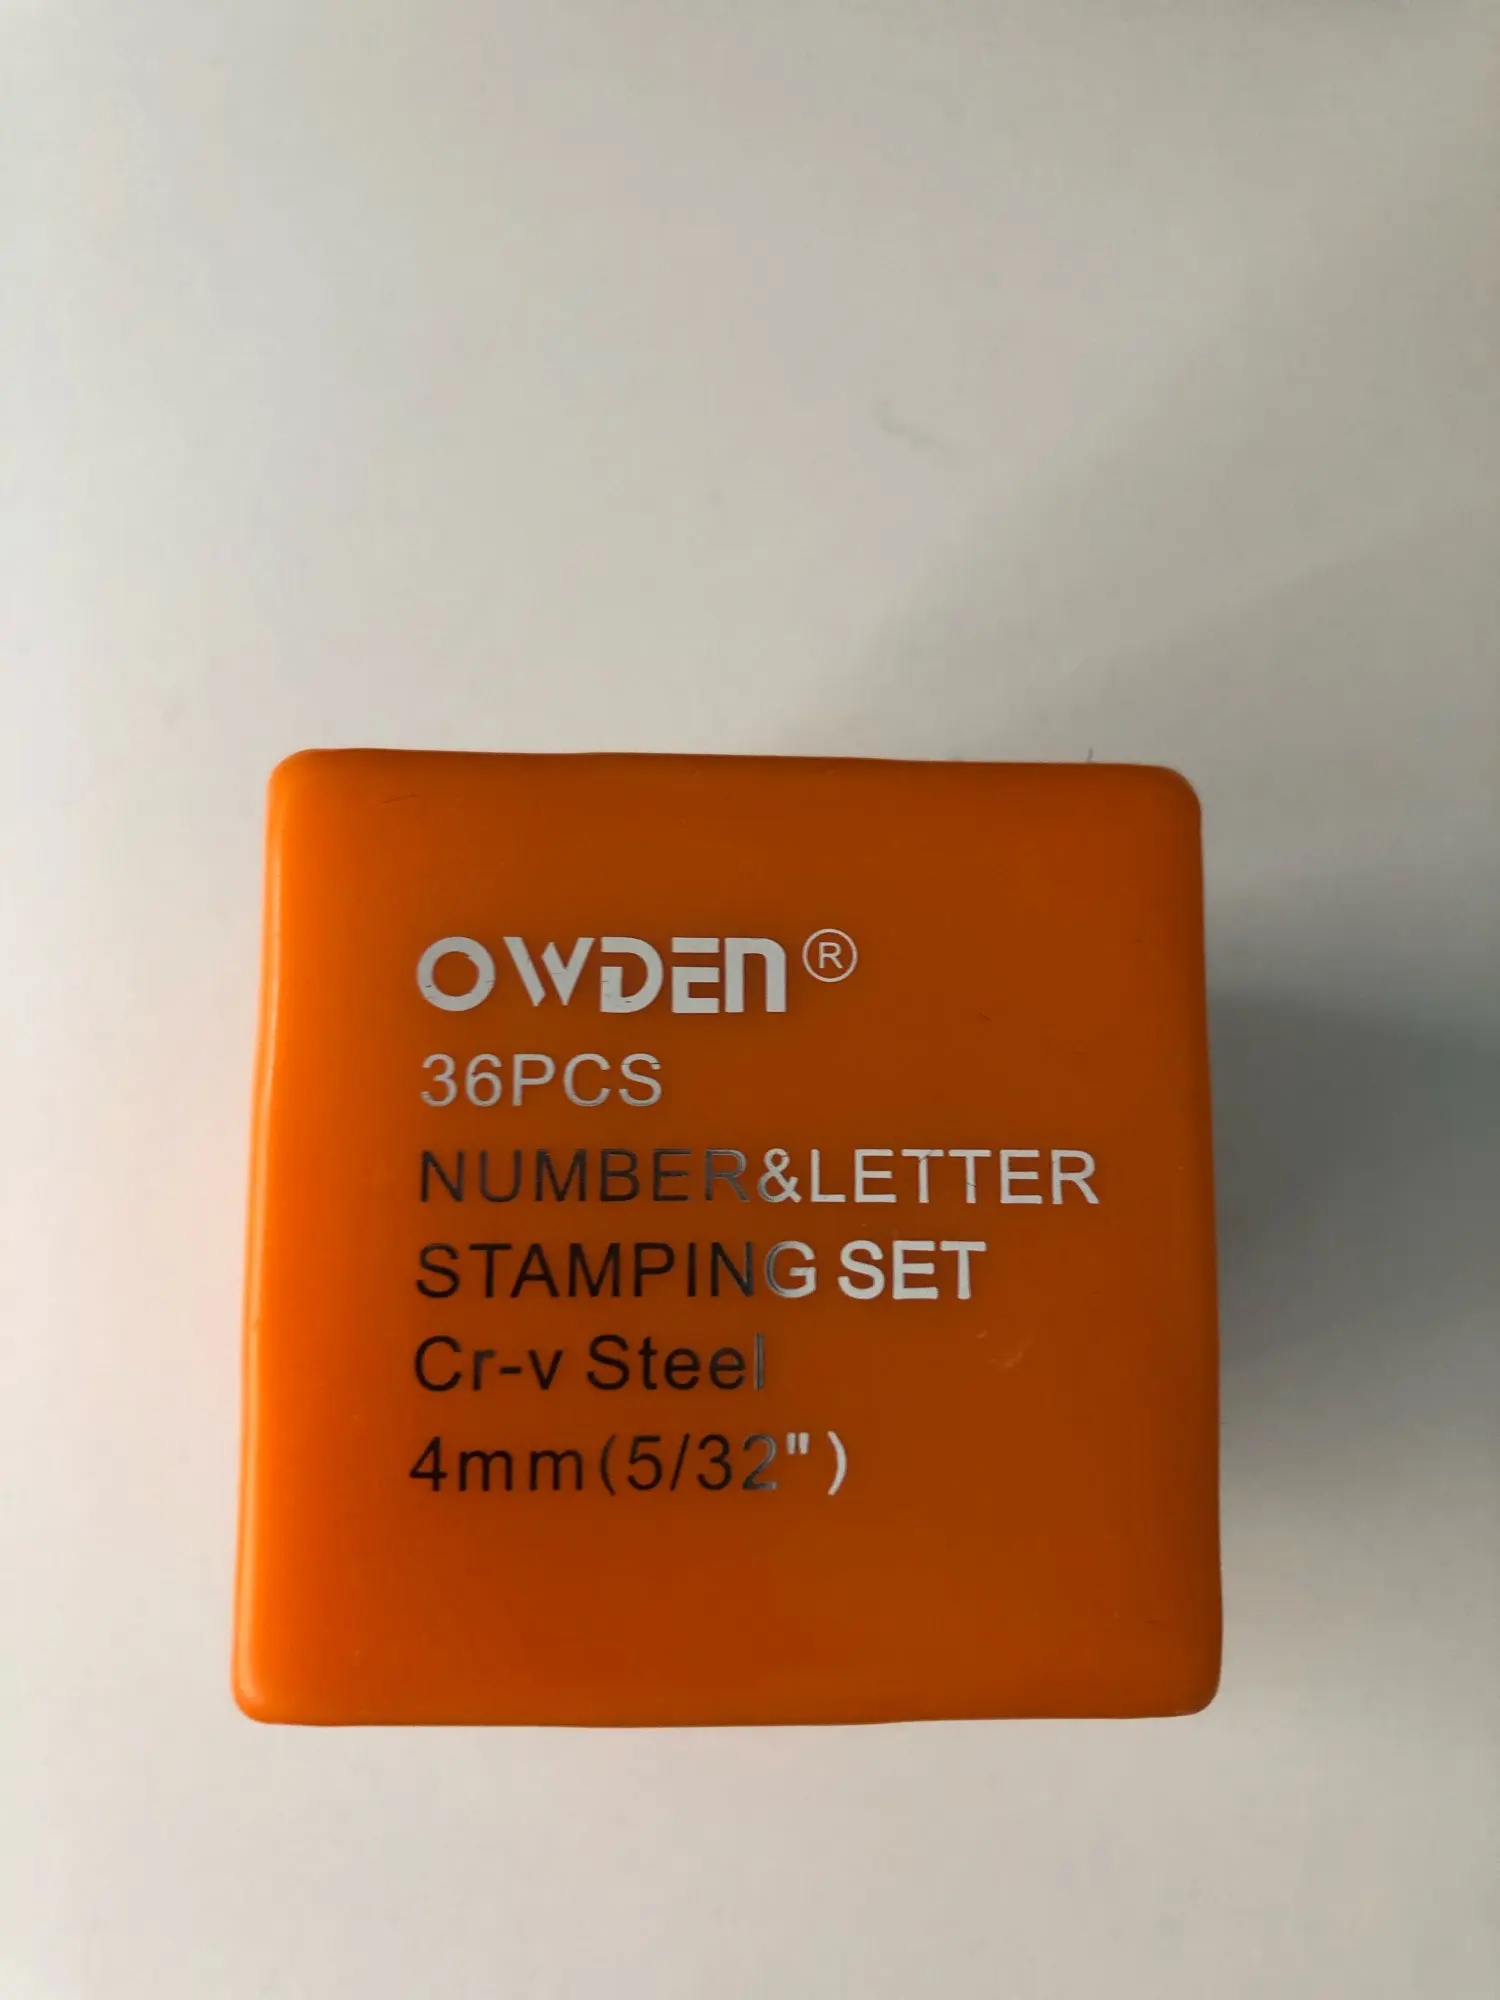 OWDEN®
36PCS
NUMBER&LETTER
STAMPING SET
Cr-v Steel
4mm(5/32")